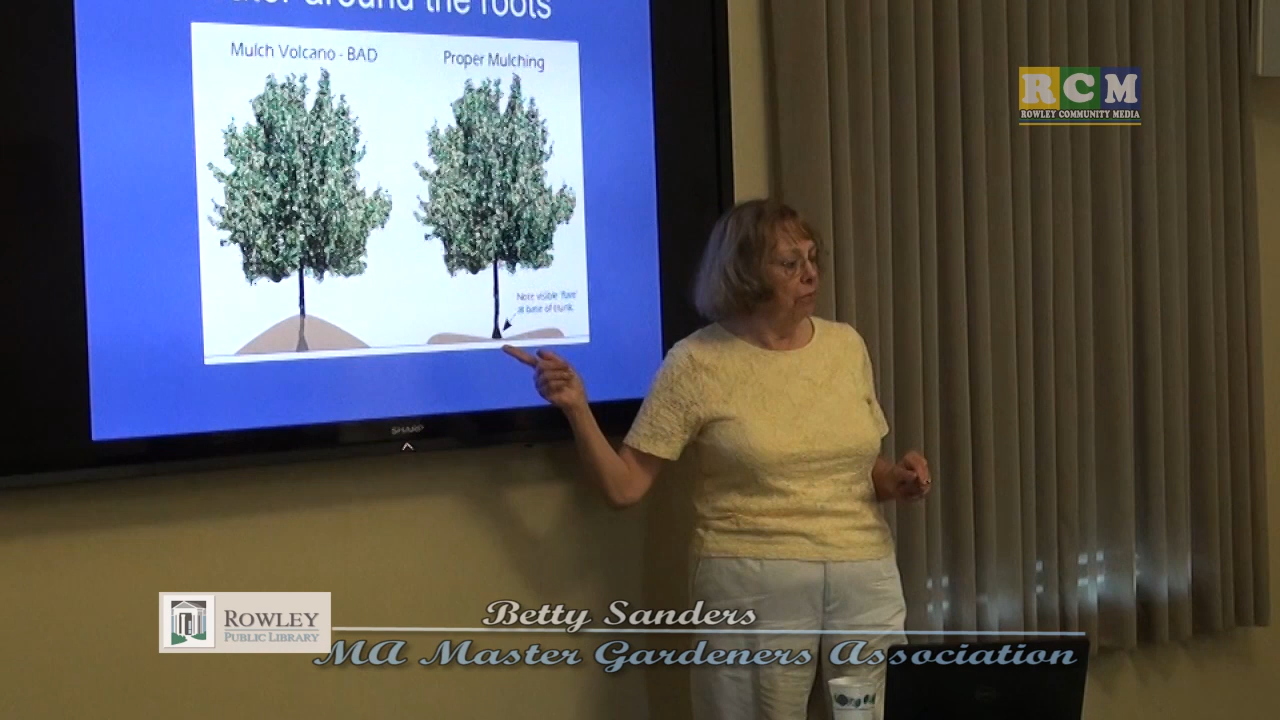 around the roots
Mulch Volcano - BAD
Proper Mulching
Note visible 'flare'
at base of trunk.
SHARP
RCM
ROWLEY COMMUNITY MEDIA
ROWLEY
PUBLIC LIBRARY
Betty Sanders
MA Master Gardeners Association